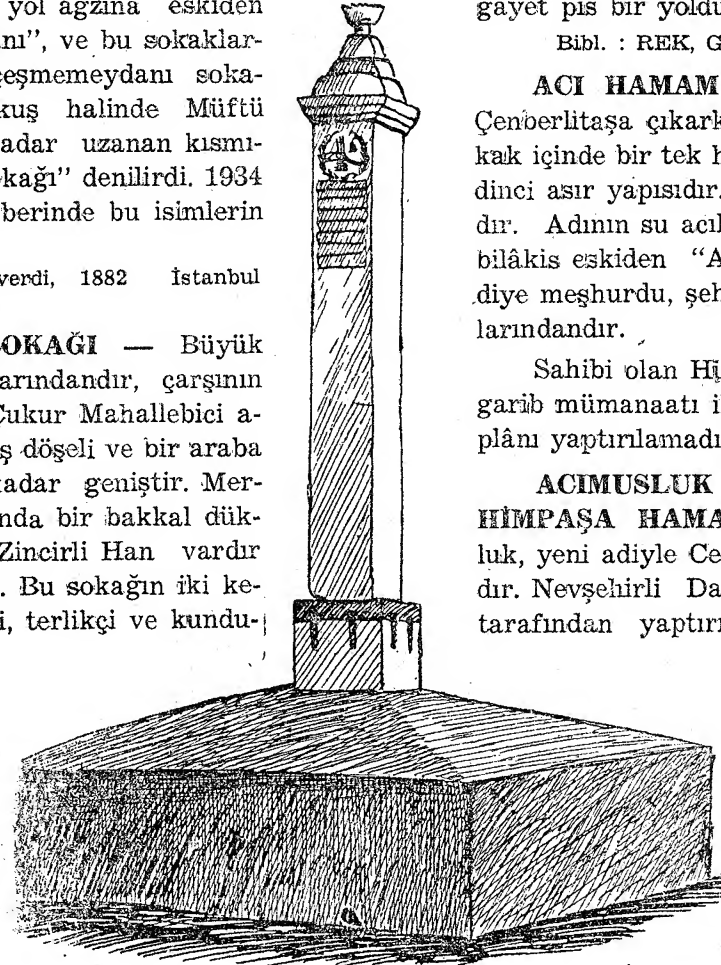 yol ağzına eskiden
anı", ve bu sokaklar-
çeşmemeydanı soka-
kuş halinde Müftü
adar uzanan kısmı-
kağı" denilirdi. 1934
berinde bu isimlerin
verdi, 1882 İstanbul
OKAĞI — Büyük
arındandır, çarşının
Çukur Mahallebici a-
ş döşeli ve bir araba
kadar geniştir. Mer-
nda bir bakkal dük-
Zincirli Han vardır
. Bu sokağın iki ke-
i, terlikçi ve kundu-
gayet pis bir yoldu
Bibl. : REK, G
ACI HAMAM
Çenberlitaşa çıkark
kak içinde bir tek h
dinci asır yapısıdır.
dır. Adının su acıl
bilâkis eskiden "A
diye meşhurdu, şeh
larındandır.
Sahibi olan Hi
garib mümanaatı i
plânı yaptırılamadı
ACIMUSLUK
HİMPAŞA HAMA
luk, yeni adiyle Ce
dır. Nevşehirli Da
tarafından yaptırı